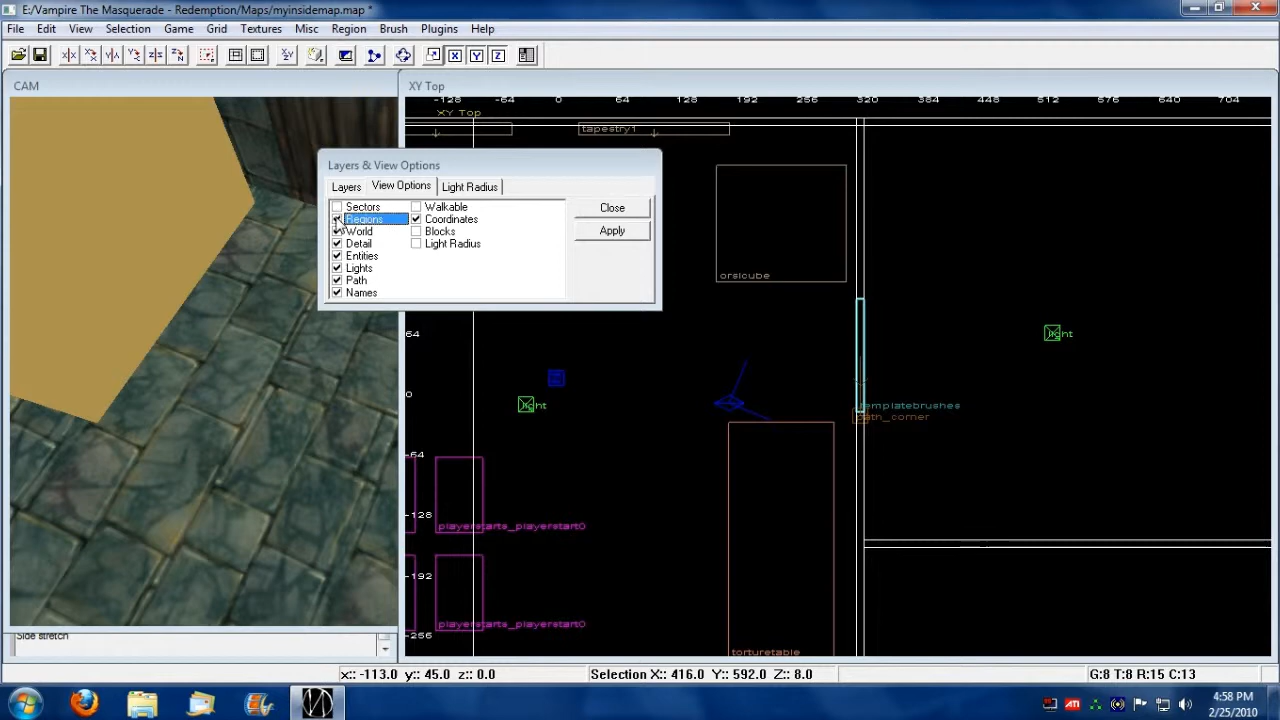 E:/Vampire The Masquerade - Redemption/Maps/myinsidemap.map *
File Edit View Selection Game Grid Textures Misc Region Brush Plugins Help
CAM
XY Top
-128 -64 0 64 128 192 256 320 384 448 512 576 640 704
XY Top
tapestry1
Layers & View Options
Layers View Options Light Radius
Sectors Walkable Close
Regions Coordinates
World Blocks Apply
Detail Light Radius
Entities
Lights
Path
Names
orsicube
64
light
0
light
templatebrushes
path_corner
-64
-128
playerstarts_playerstart0
-192
playerstarts_playerstart0
-256
Side stretch
torturetable
x:: -113.0 y:: 45.0 z:: 0.0
Selection X:: 416.0 Y:: 592.0 Z:: 8.0
G:8 T:8 R:15 C:13
4:58 PM
2/25/2010